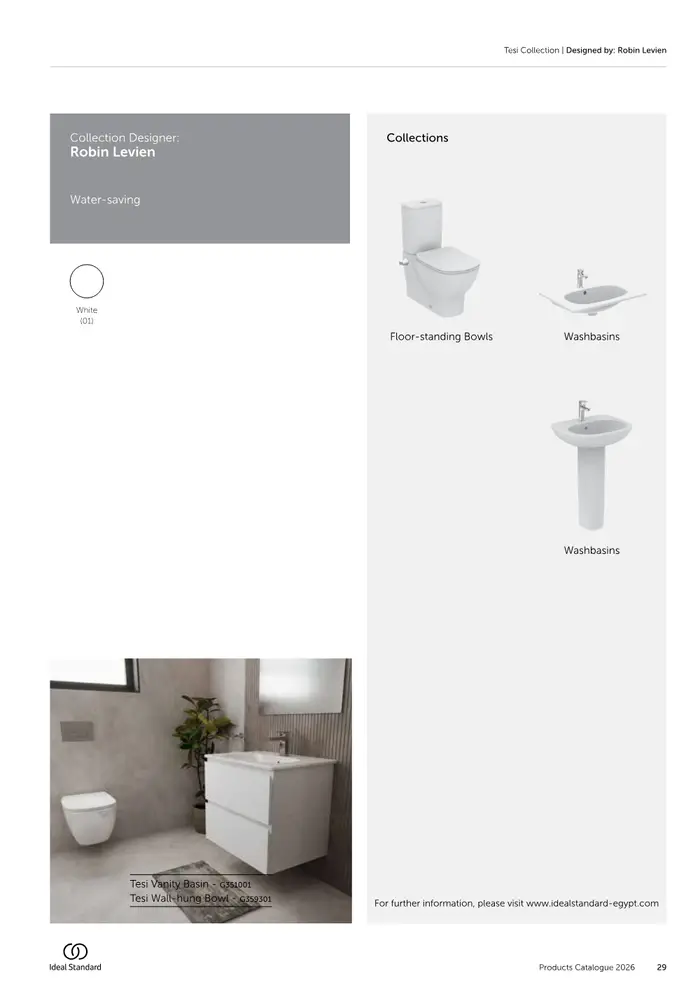 Tesi Collection | Designed by: Robin Levien
Collection Designer:
Robin Levien
Water-saving
White
(01)
Collections
Floor-standing Bowls
Washbasins
Washbasins
Tesi Vanity Basin - G351001
Tesi Wall-hung Bowl - G359301
For further information, please visit www.idealstandard-egypt.com
Ideal Standard
Products Catalogue 2026
29